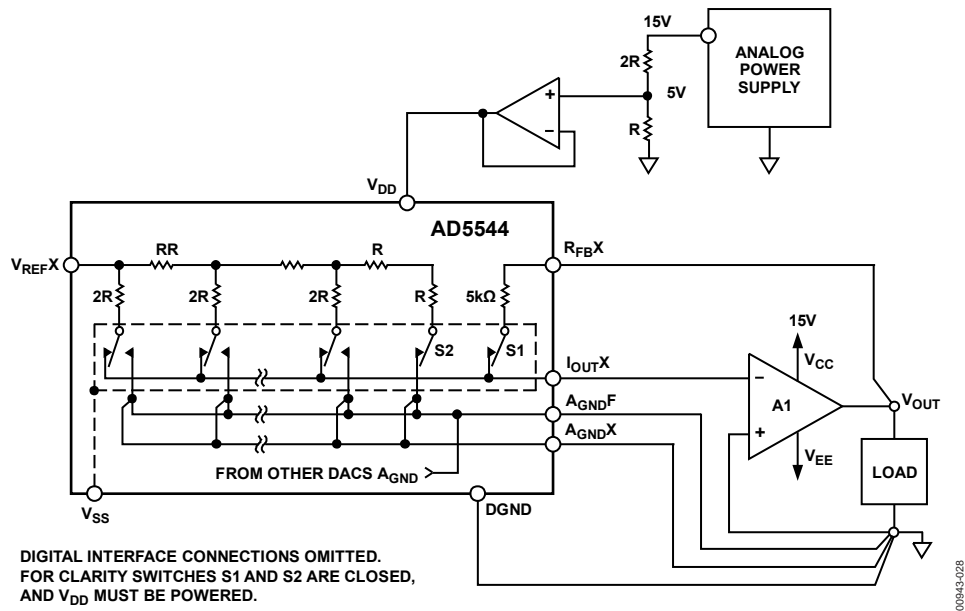 15V
ANALOG
POWER
SUPPLY
2R
5V
+
−
R
VDD
AD5544
VREFX
RR
R
RFBX
2R
2R
2R
R
5kΩ
S2
S1
15V
VCC
IOUTX
−
A1
VOUT
AGNDF
+
AGNDX
VEE
LOAD
FROM OTHER DACS AGND
VSS
DGND
DIGITAL INTERFACE CONNECTIONS OMITTED.
FOR CLARITY SWITCHES S1 AND S2 ARE CLOSED,
AND VDD MUST BE POWERED.
00943-028